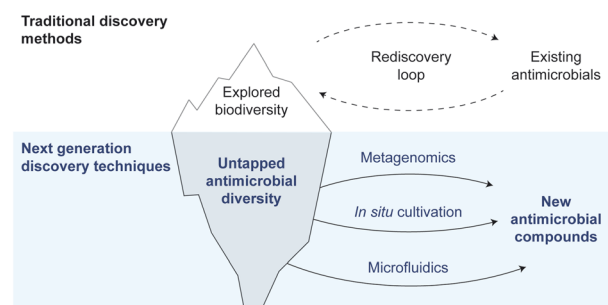 Traditional discovery
methods
Rediscovery
loop
Existing
antimicrobials
Explored
biodiversity
Next generation
discovery techniques
Untapped
antimicrobial
diversity
Metagenomics
In situ cultivation
Microfluidics
New
antimicrobial
compounds